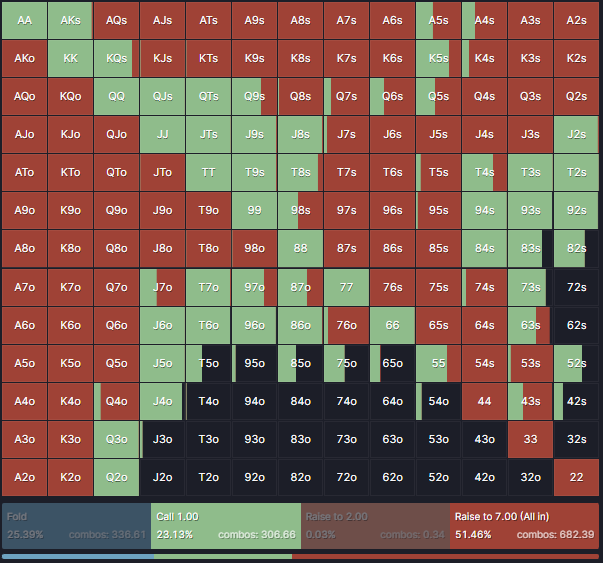 AA AKs AQs AJs ATs A9s A8s A7s A6s A5s A4s A3s A2s
AKo KK KQs KJs KTs K9s K8s K7s K6s K5s K4s K3s K2s
AQo KQo QQ QJs QTs Q9s Q8s Q7s Q6s Q5s Q4s Q3s Q2s
AJo KJo QJo JJ JTs J9s J8s J7s J6s J5s J4s J3s J2s
ATo KTo QTo JTo TT T9s T8s T7s T6s T5s T4s T3s T2s
A9o K9o Q9o J9o T9o 99 98s 97s 96s 95s 94s 93s 92s
A8o K8o Q8o J8o T8o 98o 88 87s 86s 85s 84s 83s 82s
A7o K7o Q7o J7o T7o 97o 87o 77 76s 75s 74s 73s 72s
A6o K6o Q6o J6o T6o 96o 86o 76o 66 65s 64s 63s 62s
A5o K5o Q5o J5o T5o 95o 85o 75o 65o 55 54s 53s 52s
A4o K4o Q4o J4o T4o 94o 84o 74o 64o 54o 44 43s 42s
A3o K3o Q3o J3o T3o 93o 83o 73o 63o 53o 43o 33 32s
A2o K2o Q2o J2o T2o 92o 82o 72o 62o 52o 42o 32o 22
Fold Call 1.00 Raise to 2.00 Raise to 7.00 (All in)
25.39% combos: 336.61 23.13% combos: 306.66 0.03% combos: 0.34 51.46% combos: 682.39